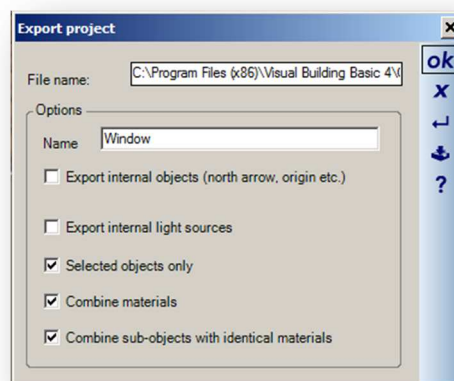 Export project
File name:
C:\Program Files (x86)\Visual Building Basic 4\
Options
Name
Window
Export internal objects (north arrow, origin etc.)
Export internal light sources
Selected objects only
Combine materials
Combine sub-objects with identical materials
ok
x
?